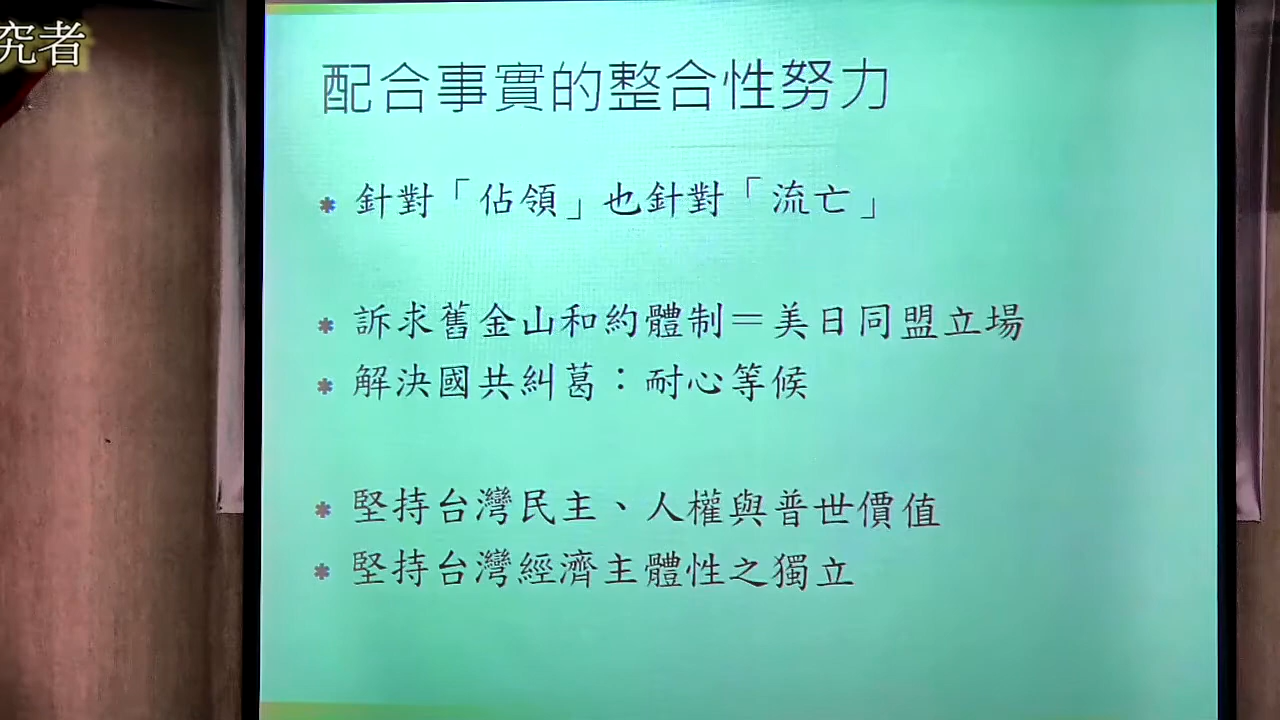 究者
配合事實的整合性努力
* 針對「佔領」也針對「流亡」
* 訴求舊金山和約體制＝美日同盟立場
* 解決國共糾葛：耐心等候
* 堅持台灣民主、人權與普世價值
* 堅持台灣經濟主體性之獨立